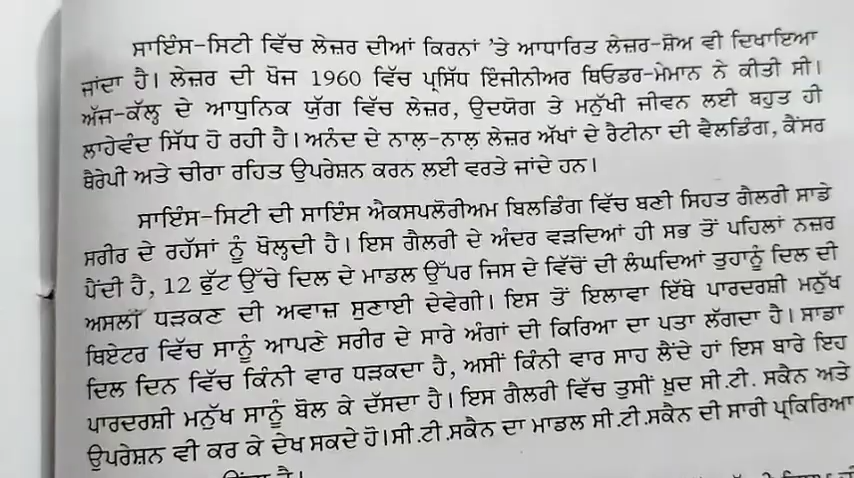 ਸਾਇੰਸ-ਸਿਟੀ ਵਿੱਚ ਲੇਜ਼ਰ ਦੀਆਂ ਕਿਰਨਾਂ 'ਤੇ ਆਧਾਰਿਤ ਲੇਜ਼ਰ-ਸ਼ੋਅ ਵੀ ਦਿਖਾਇਆ
ਜਾਂਦਾ ਹੈ। ਲੇਜ਼ਰ ਦੀ ਖੋਜ 1960 ਵਿੱਚ ਪ੍ਰਸਿੱਧ ਇੰਜੀਨੀਅਰ ਥਿਓਡਰ-ਮੇਮਾਨ ਨੇ ਕੀਤੀ ਸੀ।
ਅੱਜ-ਕੱਲ੍ਹ ਦੇ ਆਧੁਨਿਕ ਯੁੱਗ ਵਿੱਚ ਲੇਜ਼ਰ, ਉਦਯੋਗ ਤੇ ਮਨੁੱਖੀ ਜੀਵਨ ਲਈ ਬਹੁਤ ਹੀ
ਲਾਹੇਵੰਦ ਸਿੱਧ ਹੋ ਰਹੀ ਹੈ। ਅਨੰਦ ਦੇ ਨਾਲ਼-ਨਾਲ਼ ਲੇਜ਼ਰ ਅੱਖਾਂ ਦੇ ਰੈਟੀਨਾ ਦੀ ਵੈਲਡਿੰਗ, ਕੈਂਸਰ
ਥੈਰੇਪੀ ਅਤੇ ਚੀਰਾ ਰਹਿਤ ਉਪਰੇਸ਼ਨ ਕਰਨ ਲਈ ਵਰਤੇ ਜਾਂਦੇ ਹਨ।
ਸਾਇੰਸ-ਸਿਟੀ ਦੀ ਸਾਇੰਸ ਐਕਸਪਲੋਰੀਅਮ ਬਿਲਡਿੰਗ ਵਿੱਚ ਬਣੀ ਸਿਹਤ ਗੈਲਰੀ ਸਾਡੇ
ਸਰੀਰ ਦੇ ਰਹੱਸਾਂ ਨੂੰ ਖੋਲ੍ਹਦੀ ਹੈ। ਇਸ ਗੈਲਰੀ ਦੇ ਅੰਦਰ ਵੜਦਿਆਂ ਹੀ ਸਭ ਤੋਂ ਪਹਿਲਾਂ ਨਜ਼ਰ
ਪੈਂਦੀ ਹੈ, 12 ਫੁੱਟ ਉੱਚੇ ਦਿਲ ਦੇ ਮਾਡਲ ਉੱਪਰ ਜਿਸ ਦੇ ਵਿੱਚੋਂ ਦੀ ਲੰਘਦਿਆਂ ਤੁਹਾਨੂੰ ਦਿਲ ਦੀ
ਅਸਲੀ ਧੜਕਣ ਦੀ ਅਵਾਜ਼ ਸੁਣਾਈ ਦੇਵੇਗੀ। ਇਸ ਤੋਂ ਇਲਾਵਾ ਇੱਥੇ ਪਾਰਦਰਸ਼ੀ ਮਨੁੱਖ
ਥਿਏਟਰ ਵਿੱਚ ਸਾਨੂੰ ਆਪਣੇ ਸਰੀਰ ਦੇ ਸਾਰੇ ਅੰਗਾਂ ਦੀ ਕਿਰਿਆ ਦਾ ਪਤਾ ਲੱਗਦਾ ਹੈ। ਸਾਡਾ
ਦਿਲ ਦਿਨ ਵਿੱਚ ਕਿੰਨੀ ਵਾਰ ਧੜਕਦਾ ਹੈ, ਅਸੀਂ ਕਿੰਨੀ ਵਾਰ ਸਾਹ ਲੈਂਦੇ ਹਾਂ ਇਸ ਬਾਰੇ ਇਹ
ਪਾਰਦਰਸ਼ੀ ਮਨੁੱਖ ਸਾਨੂੰ ਬੋਲ ਕੇ ਦੱਸਦਾ ਹੈ। ਇਸ ਗੈਲਰੀ ਵਿੱਚ ਤੁਸੀਂ ਖ਼ੁਦ ਸੀ.ਟੀ. ਸਕੈਨ ਅਤੇ
ਉਪਰੇਸ਼ਨ ਵੀ ਕਰ ਕੇ ਦੇਖ ਸਕਦੇ ਹੋ।ਸੀ.ਟੀ.ਸਕੈਨ ਦਾ ਮਾਡਲ ਸੀ.ਟੀ.ਸਕੈਨ ਦੀ ਸਾਰੀ ਪ੍ਰਕਿਰਿਆ